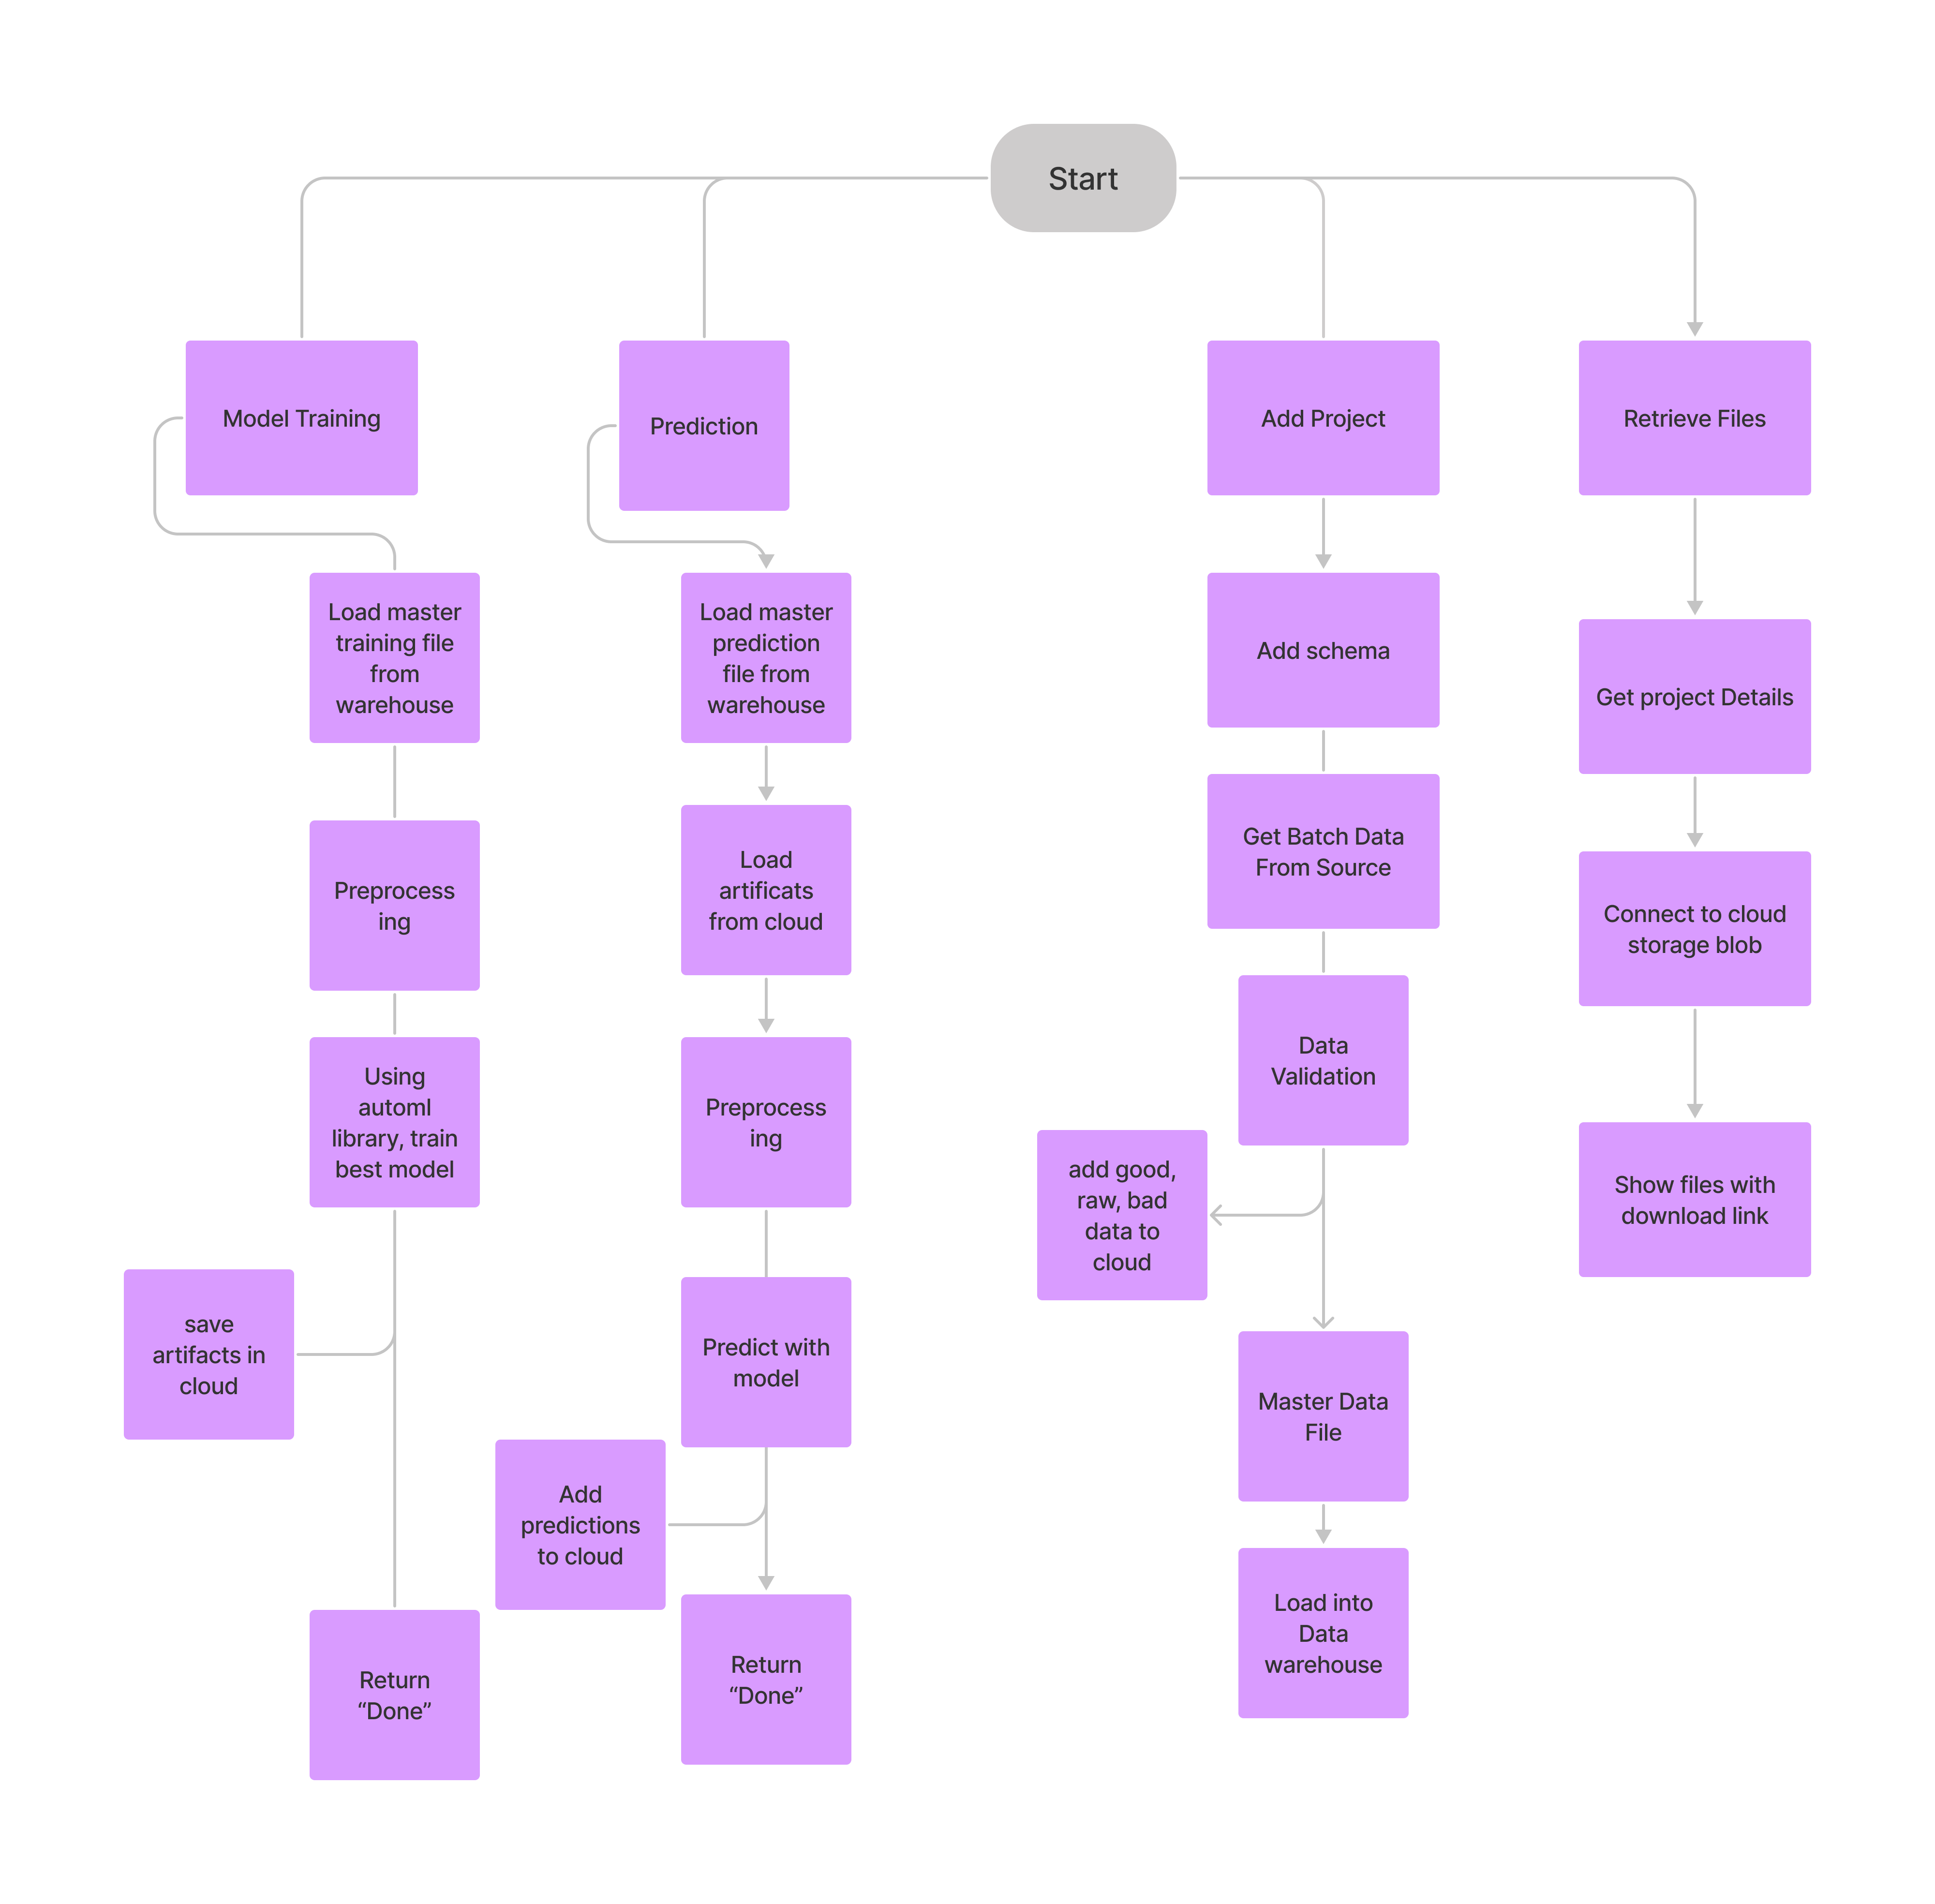 Start
Model Training
Prediction
Add Project
Retrieve Files
Load master
training file
from
warehouse
Load master
prediction
file from
warehouse
Add schema
Get project Details
Preprocess
ing
Load
artificats
from cloud
Get Batch Data
From Source
Connect to cloud
storage blob
Using
automl
library, train
best model
Preprocess
ing
Data
Validation
add good,
raw, bad
data to
cloud
Show files with
download link
save
artifacts in
cloud
Predict with
model
Master Data
File
Add
predictions
to cloud
Return
“Done”
Return
“Done”
Load into
Data
warehouse